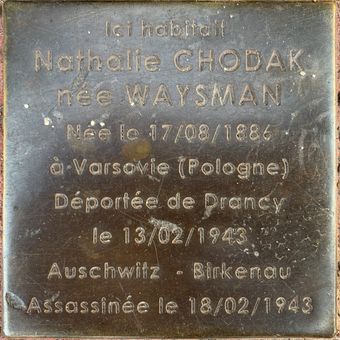 Ici habitait
Nathalie CHODAK
née WAYSMAN
Née le 17/08/1886
à Varsovie (Pologne)
Déportée de Drancy
le 13/02/1943
Auschwitz - Birkenau
Assassinée le 18/02/1943